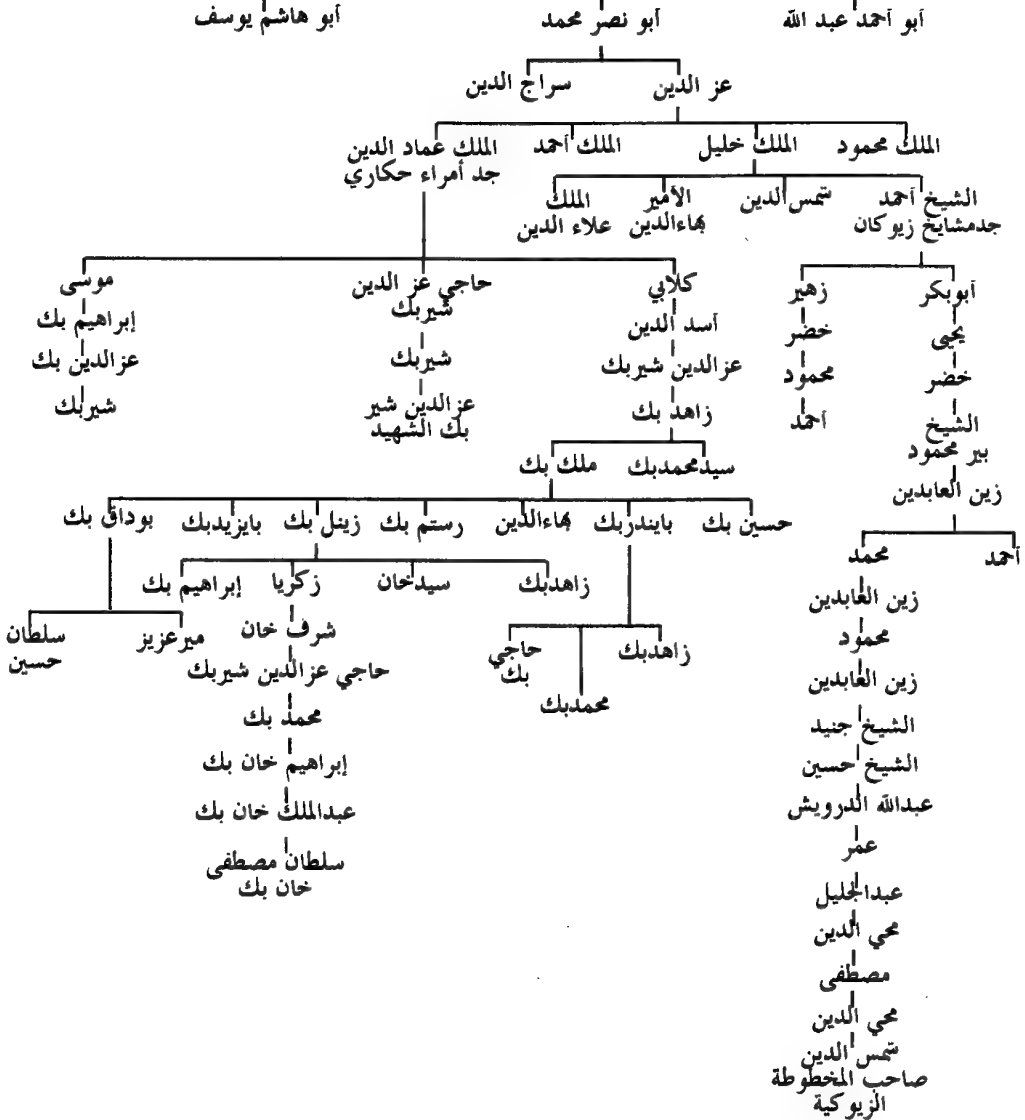 أبو أحمد عبد الله
أبو نصر محمد
أبو هاشم يوسف
عز الدين
سراج الدين
الملك محمود
الملك خليل
الملك أحمد
الملك عماد الدين
جد أمراء حكاري
الشيخ أحمد
جدمشايخ زيوكان
شمس الدين
الأمير
بهاءالدين
الملك
علاء الدين
أبوبكر
زهير
كلابي
حاجي عز الدين
شيربك
موسى
يحيى
خضر
أسد الدين
إبراهيم بك
خضر
محمود
عزالدين شيربك
شيربك
عزالدين بك
الشيخ
بير محمود
أحمد
زاهد بك
عزالدين شير
بك الشهيد
شيربك
سيدمحمدبك
ملك بك
زين العابدين
حسين بك
بايندربك
بهاءالدين
رستم بك
زينل بك
بايزيدبك
بوداق بك
أحمد
محمد
زاهدبك
سيدخان
زكريا
إبراهيم بك
زين العابدين
شرف خان
ميرعزيز
سلطان
حسين
محمود
زاهدبك
حاجي
بك
محمدبك
حاجي عزالدين شيربك
زين العابدين
محمد بك
الشيخ جنيد
إبراهيم خان بك
الشيخ حسين
عبدالملك خان بك
عبدالله الدرويش
عمر
سلطان مصطفى
خان بك
عبدالجليل
محي الدين
مصطفى
محي الدين
شمس الدين
صاحب المخطوطة
الزيوكية